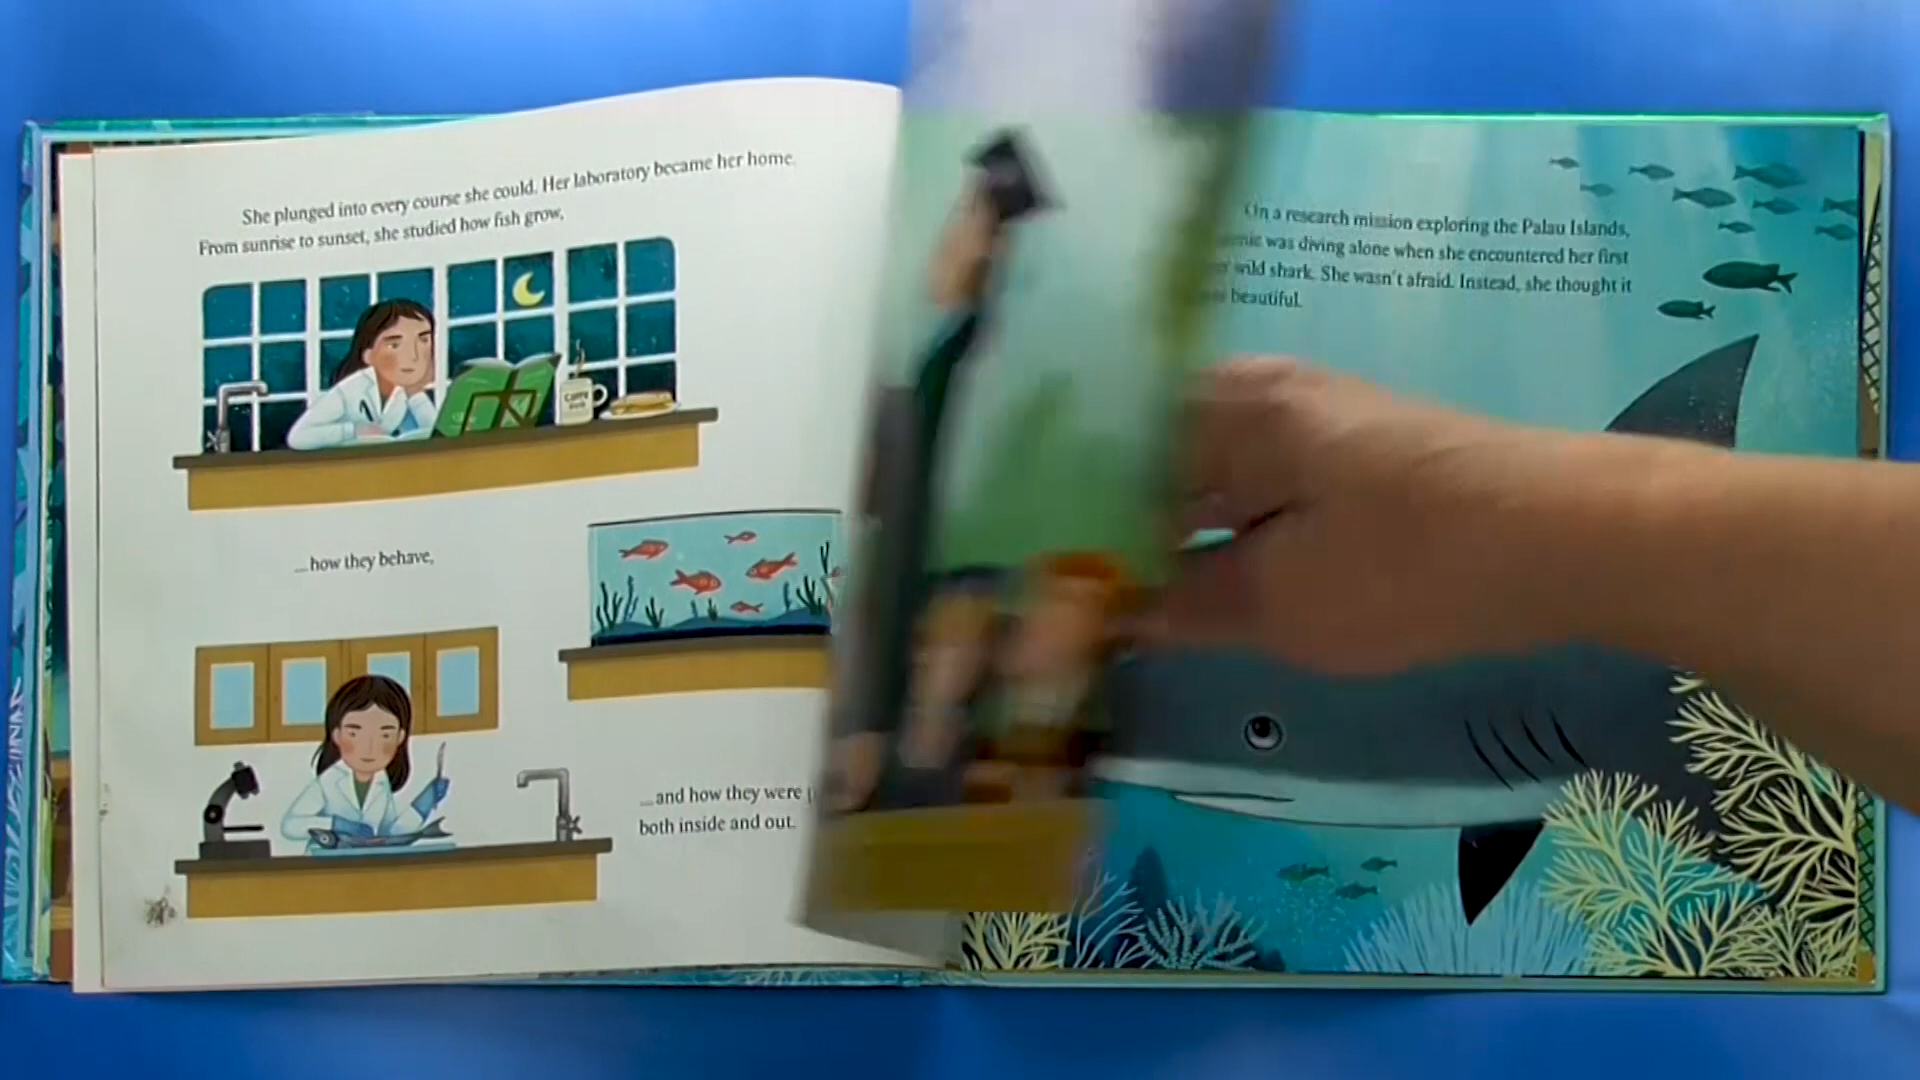 She plunged into every course she could. Her laboratory became her home.
From sunrise to sunset, she studied how fish grow,
...how they behave,
...and how they were
both inside and out.
On a research mission exploring the Palau Islands,
was diving alone when she encountered her first
wild shark. She wasn't afraid. Instead, she thought it
beautiful.